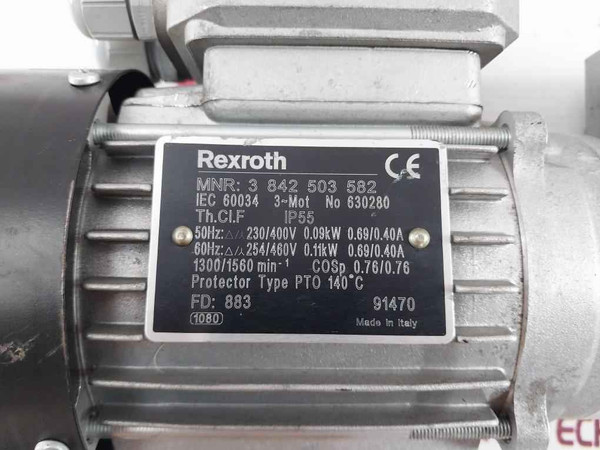 Rexroth CE
MNR: 3 842 503 582
IEC 60034 3~Mot No 630280
Th.Cl.F IP55
50Hz:△/⅄ 230/400V 0.09kW 0.69/0.40A
60Hz:△/⅄ 254/460V 0.11kW 0.69/0.40A
1300/1560 min⁻¹ COSp 0.76/0.76
Protector Type PTO 140°C
FD: 883 91470
1080 Made in Italy